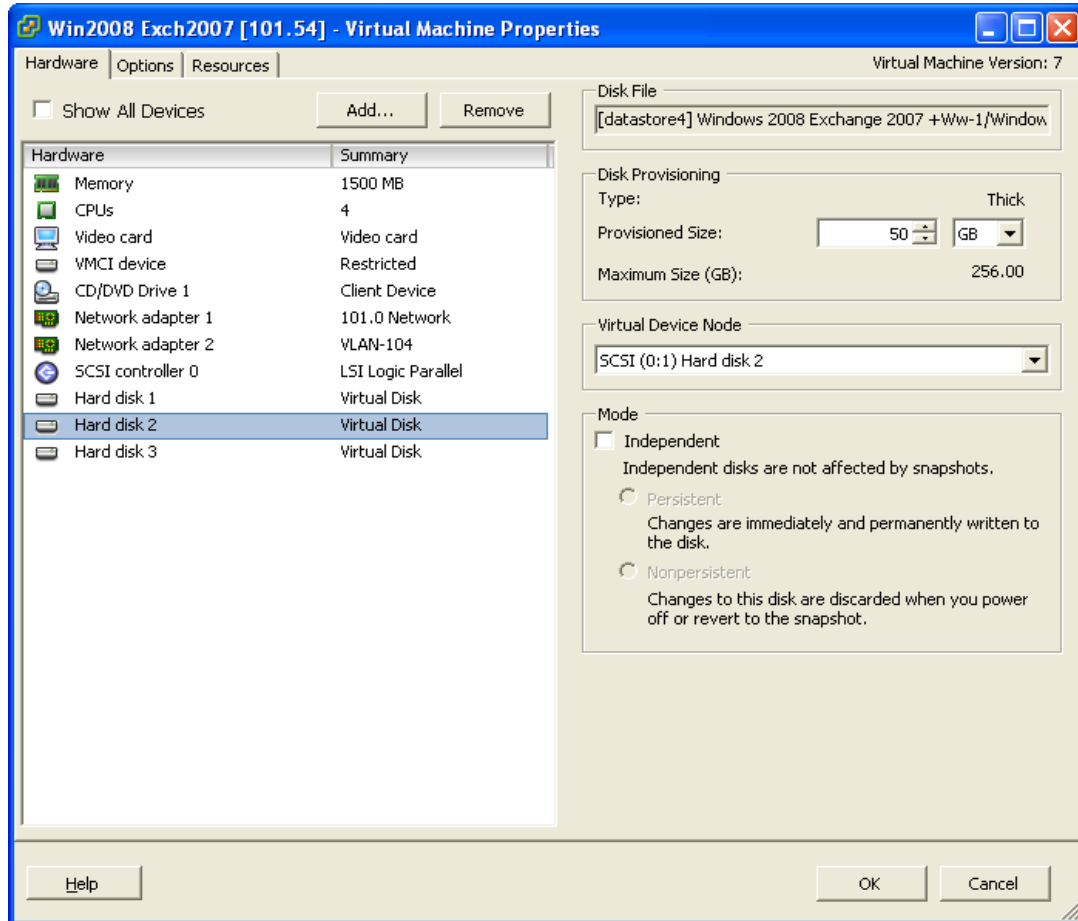 Win2008 Exch2007 [101.54] - Virtual Machine Properties
Hardware Options Resources
Virtual Machine Version: 7
Show All Devices
Add...
Remove
Hardware Summary
Memory 1500 MB
CPUs 4
Video card Video card
VMCI device Restricted
CD/DVD Drive 1 Client Device
Network adapter 1 101.0 Network
Network adapter 2 VLAN-104
SCSI controller 0 LSI Logic Parallel
Hard disk 1 Virtual Disk
Hard disk 2 Virtual Disk
Hard disk 3 Virtual Disk
Disk File
[datastore4] Windows 2008 Exchange 2007 +Ww-1/Window
Disk Provisioning
Type: Thick
Provisioned Size: 50 GB
Maximum Size (GB): 256.00
Virtual Device Node
SCSI (0:1) Hard disk 2
Mode
Independent
Independent disks are not affected by snapshots.
Persistent
Changes are immediately and permanently written to
the disk.
Nonpersistent
Changes to this disk are discarded when you power
off or revert to the snapshot.
Help
OK
Cancel